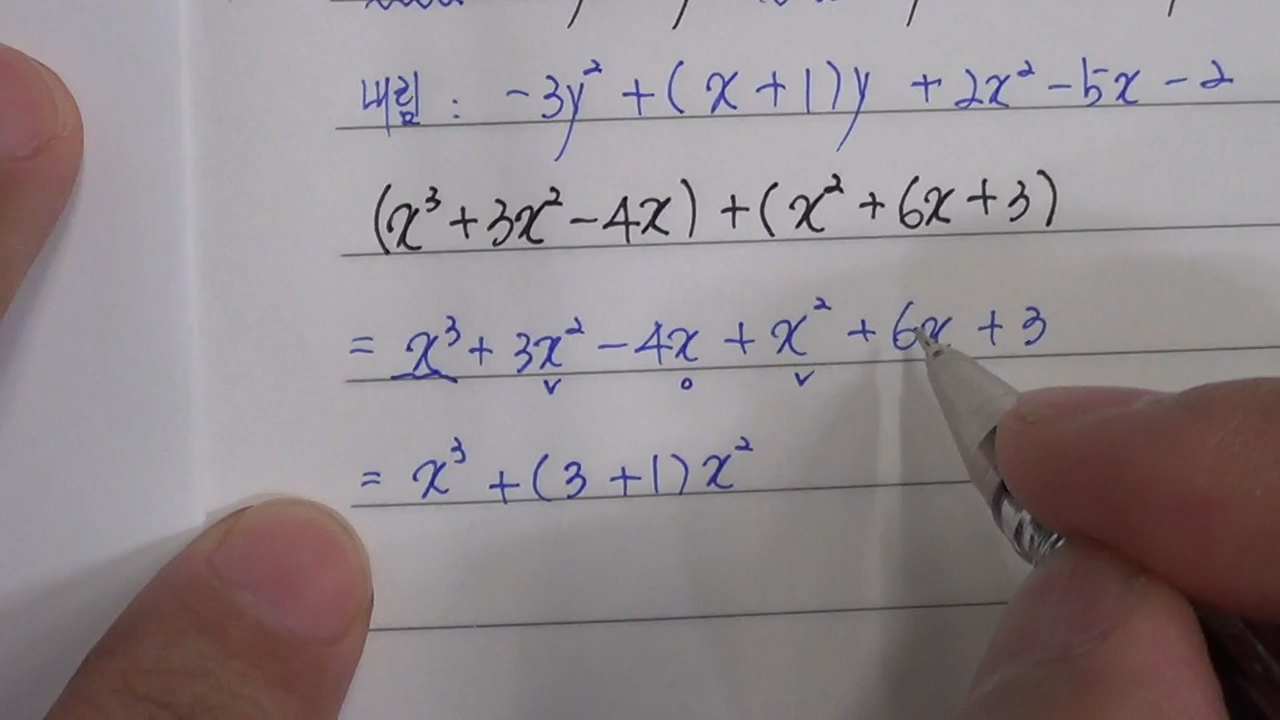 내림 : -3y² + (x+1)y + 2x² - 5x - 2
(x³+3x²-4x)+(x²+6x+3)
= x³+3x²-4x+x²+6x+3
= x³+(3+1)x²